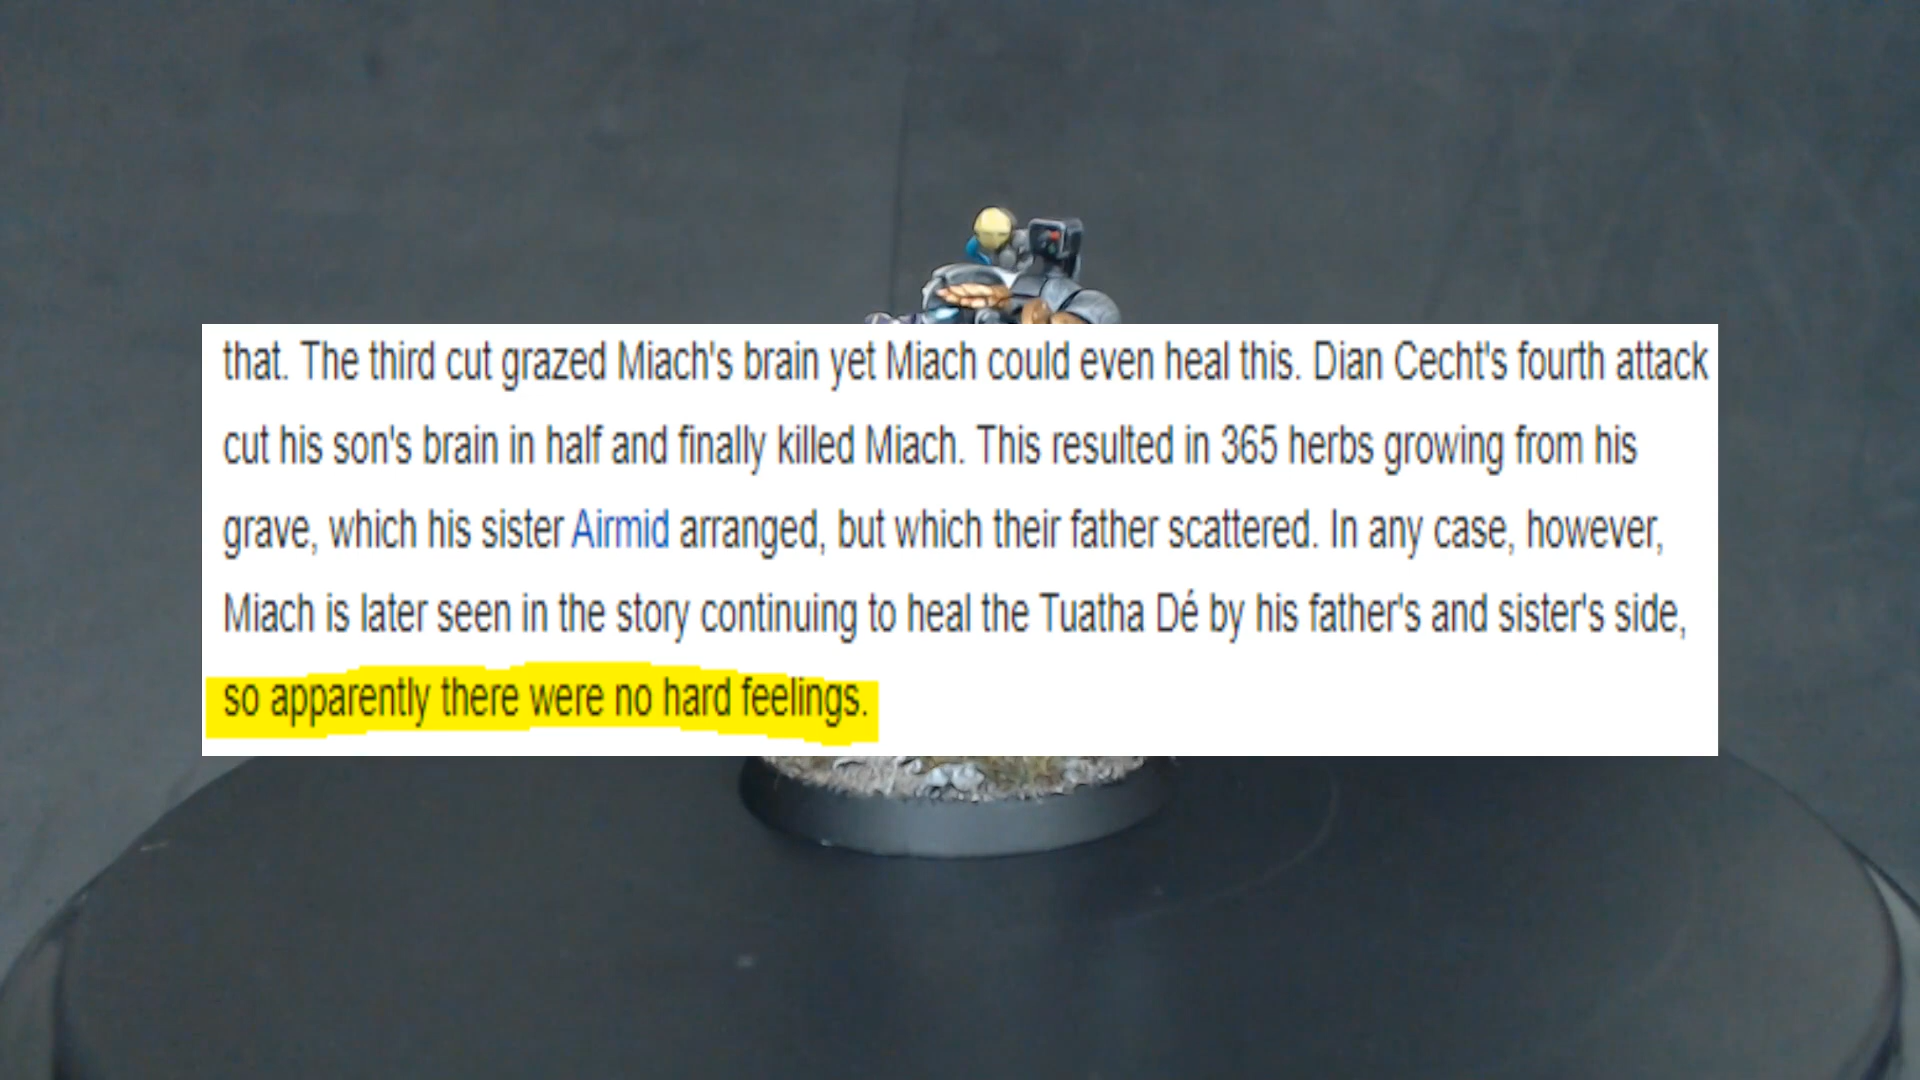 that. The third cut grazed Miach's brain yet Miach could even heal this. Dian Cecht's fourth attack
cut his son's brain in half and finally killed Miach. This resulted in 365 herbs growing from his
grave, which his sister Airmid arranged, but which their father scattered. In any case, however,
Miach is later seen in the story continuing to heal the Tuatha Dé by his father's and sister's side,
so apparently there were no hard feelings.